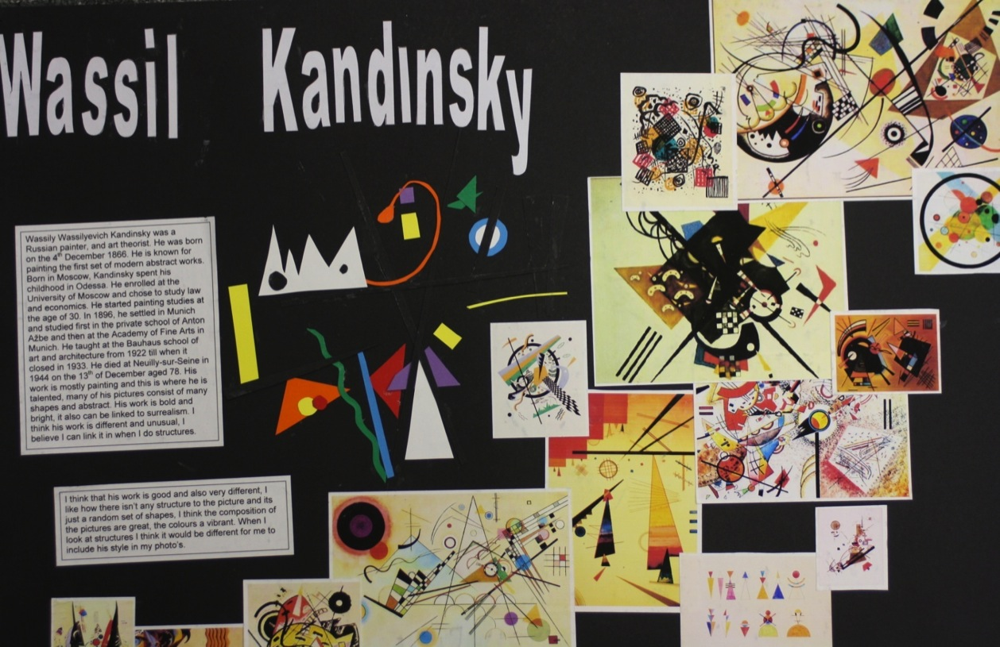 Wassil Kandinsky
Wassily Wassilyevich Kandinsky was a
Russian painter, and art theorist. He was born
on the 4th December 1866. He is known for
painting the first set of modern abstract works.
Born in Moscow, Kandinsky spent his
childhood in Odessa. He enrolled at the
University of Moscow and chose to study law
and economics. He started painting studies at
the age of 30. In 1896, he settled in Munich
and studied first in the private school of Anton
Ažbe and then at the Academy of Fine Arts in
Munich. He taught at the Bauhaus school of
art and architecture from 1922 till when it
closed in 1933. He died at Neuilly-sur-Seine in
1944 on the 13th of December aged 78. His
work is mostly painting and this is where he is
talented, many of his pictures consist of many
shapes and abstract. His work is bold and
bright, it also can be linked to surrealism. I
think his work is different and unusual, I
believe I can link it in when I do structures.
I think that his work is good and also very different, I
like how there isn't any structure to the picture and its
just a random set of shapes, I think the composition of
the pictures are great, the colours a vibrant. When I
look at structures I think it would be different for me to
include his style in my photo's.